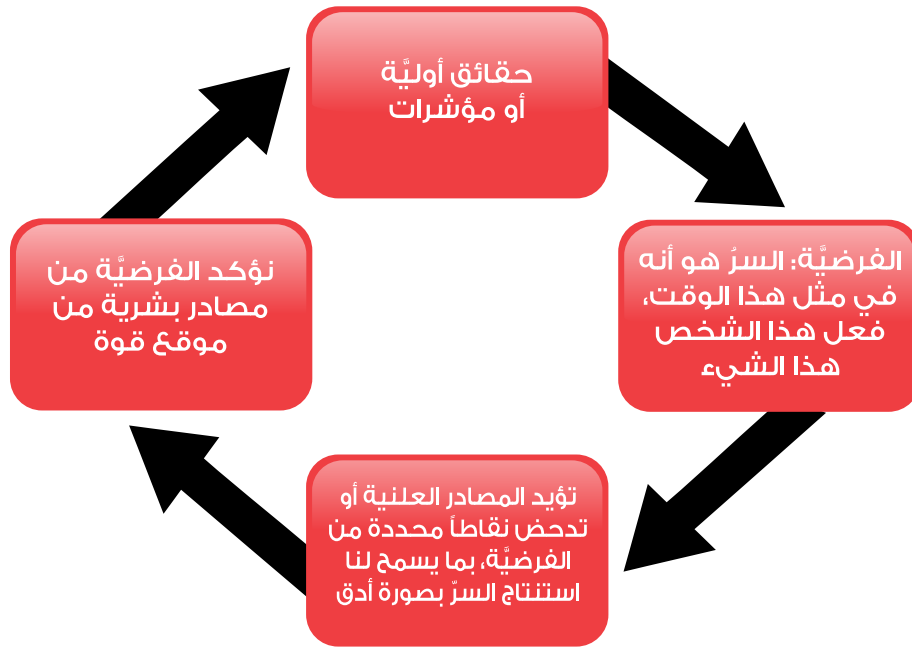 حقائق أوليَّة
أو مؤشرات
الفرضيَّة: السرُ هو أنه
في مثل هذا الوقت،
فعل هذا الشخص
هذا الشيء
تؤيد المصادر العلنية أو
تدحض نقاطاً محددة من
الفرضيَّة، بما يسمح لنا
استنتاج السرّ بصورة أدق
نؤكد الفرضيَّة من
مصادر بشرية من
موقع قوة